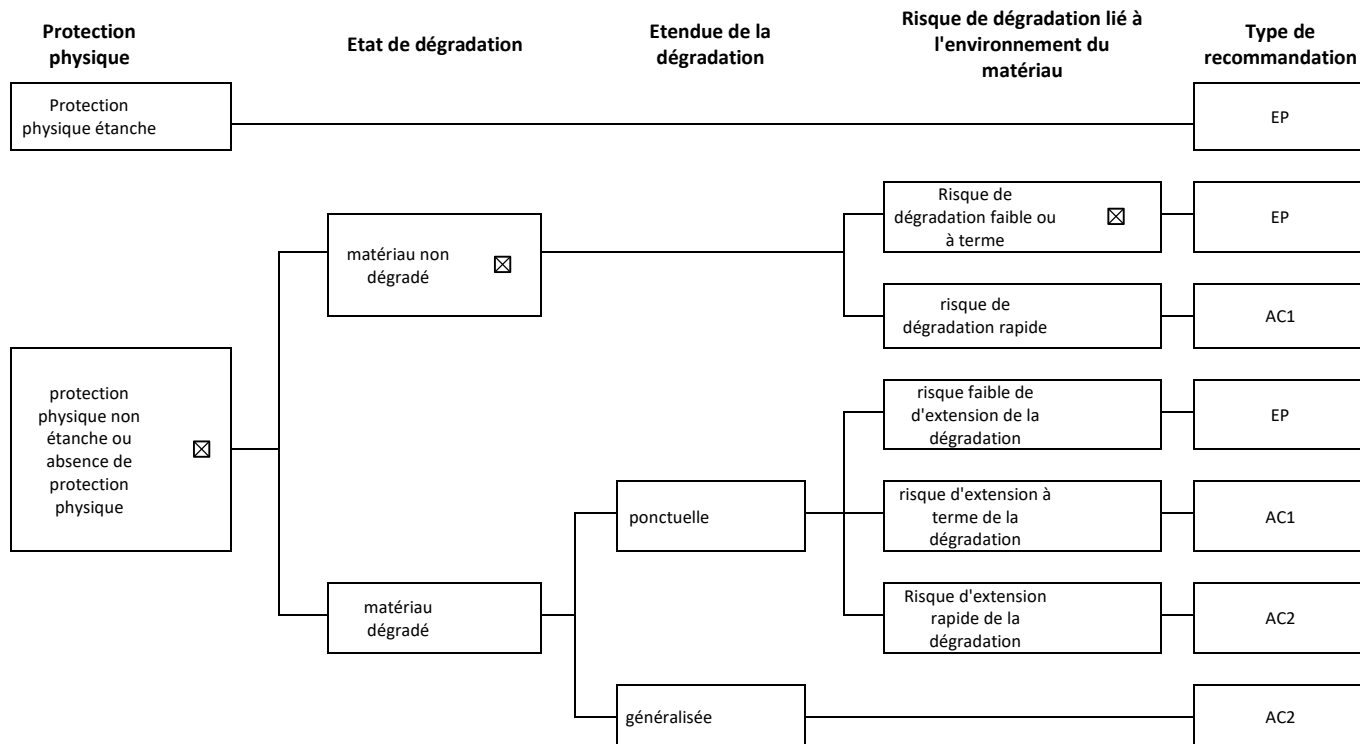 Protection
physique
Etat de dégradation
Etendue de la
dégradation
Risque de dégradation lié à
l'environnement du
matériau
Type de
recommandation
Protection
physique étanche
EP
Risque de
dégradation faible ou
à terme
EP
matériau non
dégradé
risque de
dégradation rapide
AC1
protection
physique non
étanche ou
absence de
protection
physique
risque faible de
d'extension de la
dégradation
EP
ponctuelle
risque d'extension à
terme de la
dégradation
AC1
matériau
dégradé
Risque d'extension
rapide de la
dégradation
AC2
généralisée
AC2